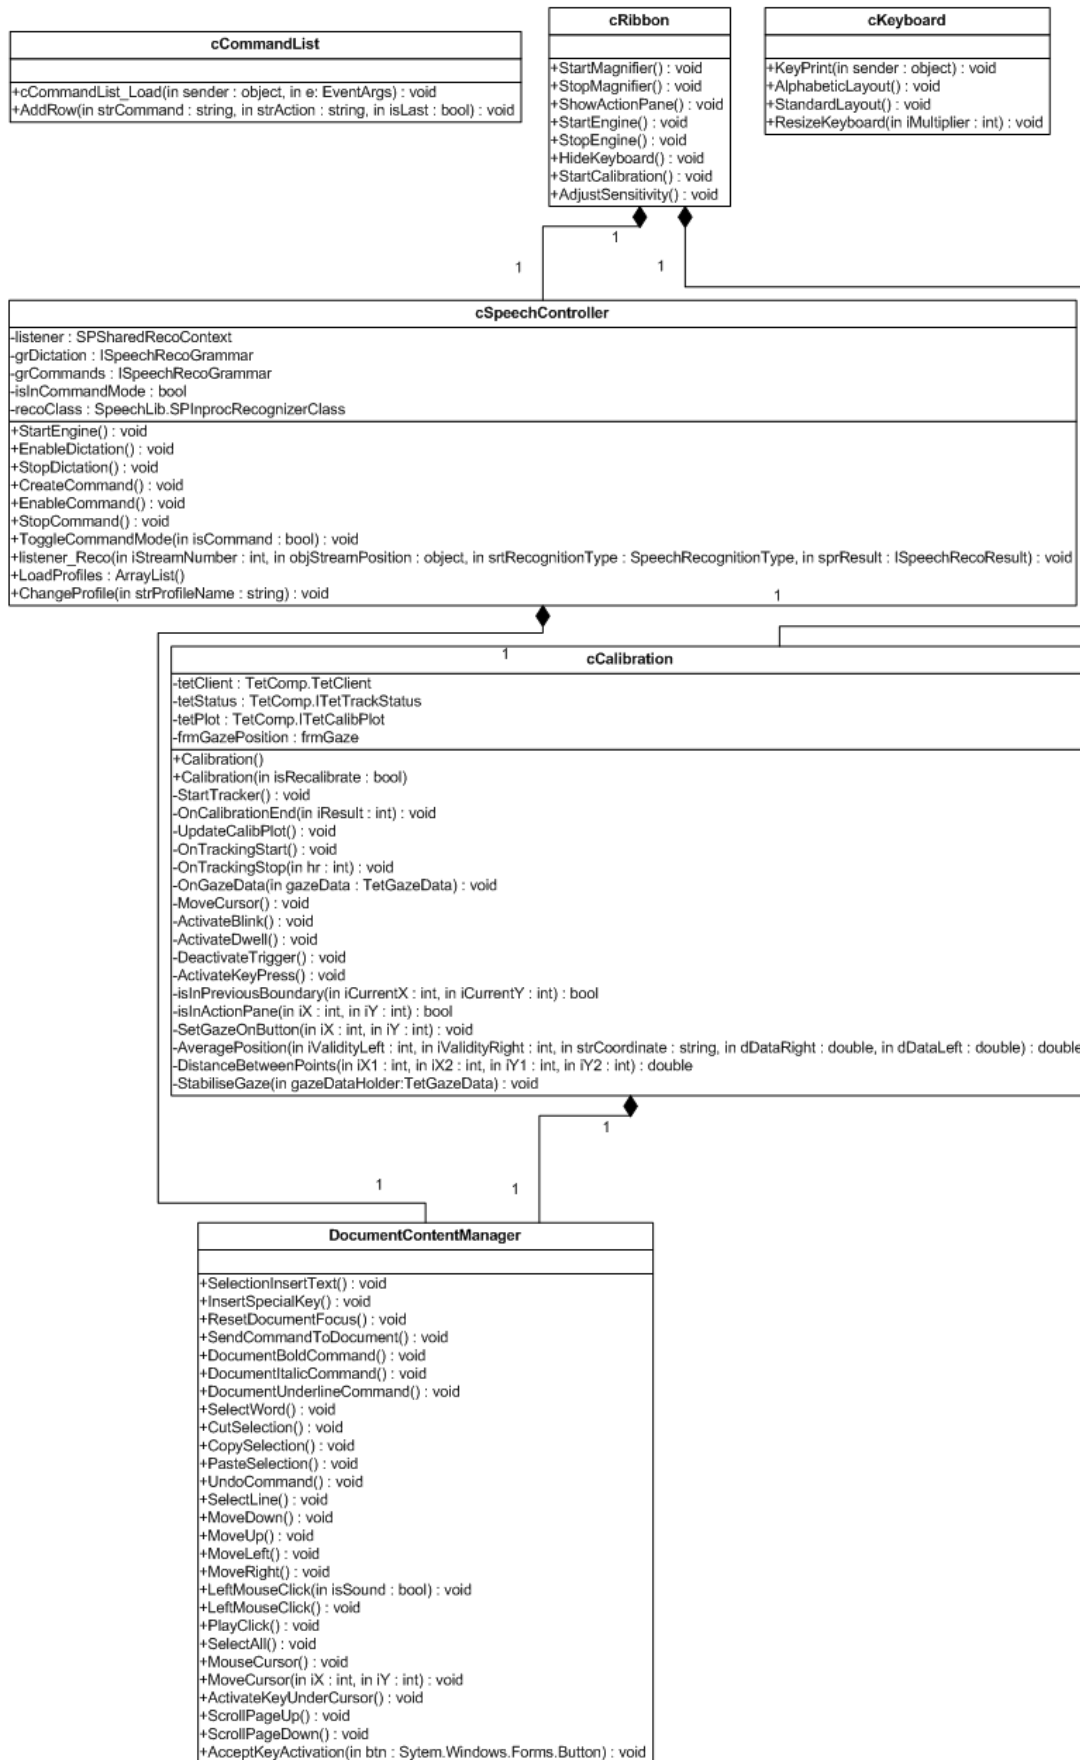 cCommandList
+cCommandList_Load(in sender : object, in e: EventArgs) : void
+AddRow(in strCommand : string, in strAction : string, in isLast : bool) : void
cRibbon
+StartMagnifier() : void
+StopMagnifier() : void
+ShowActionPane() : void
+StartEngine() : void
+StopEngine() : void
+HideKeyboard() : void
+StartCalibration() : void
+AdjustSensitivity() : void
cKeyboard
+KeyPrint(in sender : object) : void
+AlphabeticLayout() : void
+StandardLayout() : void
+ResizeKeyboard(in iMultiplier : int) : void
1
1
1
cSpeechController
-listener : SPSharedRecoContext
-grDictation : ISpeechRecoGrammar
-grCommands : ISpeechRecoGrammar
-isInCommandMode : bool
-recoClass : SpeechLib.SPInprocRecognizerClass
+StartEngine() : void
+EnableDictation() : void
+StopDictation() : void
+CreateCommand() : void
+EnableCommand() : void
+StopCommand() : void
+ToggleCommandMode(in isCommand : bool) : void
+listener_Reco(in iStreamNumber : int, in objStreamPosition : object, in srtRecognitionType : SpeechRecognitionType, in sprResult : ISpeechRecoResult) : void
+LoadProfiles : ArrayList()
+ChangeProfile(in strProfileName : string) : void
1
1
cCalibration
-tetClient : TetComp.TetClient
-tetStatus : TetComp.ITetTrackStatus
-tetPlot : TetComp.ITetCalibPlot
-frmGazePosition : frmGaze
+Calibration()
+Calibration(in isRecalibrate : bool)
-StartTracker() : void
-OnCalibrationEnd(in iResult : int) : void
-UpdateCalibPlot() : void
-OnTrackingStart() : void
-OnTrackingStop(in hr : int) : void
-OnGazeData(in gazeData : TetGazeData) : void
-MoveCursor() : void
-ActivateBlink() : void
-ActivateDwell() : void
-DeactivateTrigger() : void
-ActivateKeyPress() : void
-isInPreviousBoundary(in iCurrentX : int, in iCurrentY : int) : bool
-isInActionPane(in iX : int, in iY : int) : bool
-SetGazeOnButton(in iX : int, in iY : int) : void
-AveragePosition(in iValidityLeft : int, in iValidityRight : int, in strCoordinate : string, in dDataRight : double, in dDataLeft : double) : double
-DistanceBetweenPoints(in iX1 : int, in iX2 : int, in iY1 : int, in iY2 : int) : double
-StabiliseGaze(in gazeDataHolder:TetGazeData) : void
1
1
1
DocumentContentManager
+SelectionInsertText() : void
+InsertSpecialKey() : void
+ResetDocumentFocus() : void
+SendCommandToDocument() : void
+DocumentBoldCommand() : void
+DocumentItalicCommand() : void
+DocumentUnderlineCommand() : void
+SelectWord() : void
+CutSelection() : void
+CopySelection() : void
+PasteSelection() : void
+UndoCommand() : void
+SelectLine() : void
+MoveDown() : void
+MoveUp() : void
+MoveLeft() : void
+MoveRight() : void
+LeftMouseClick(in isSound : bool) : void
+LeftMouseClick() : void
+PlayClick() : void
+SelectAll() : void
+MouseCursor() : void
+MoveCursor(in iX : int, in iY : int) : void
+ActivateKeyUnderCursor() : void
+ScrollPageUp() : void
+ScrollPageDown() : void
+AcceptKeyActivation(in btn : Sytem.Windows.Forms.Button) : void